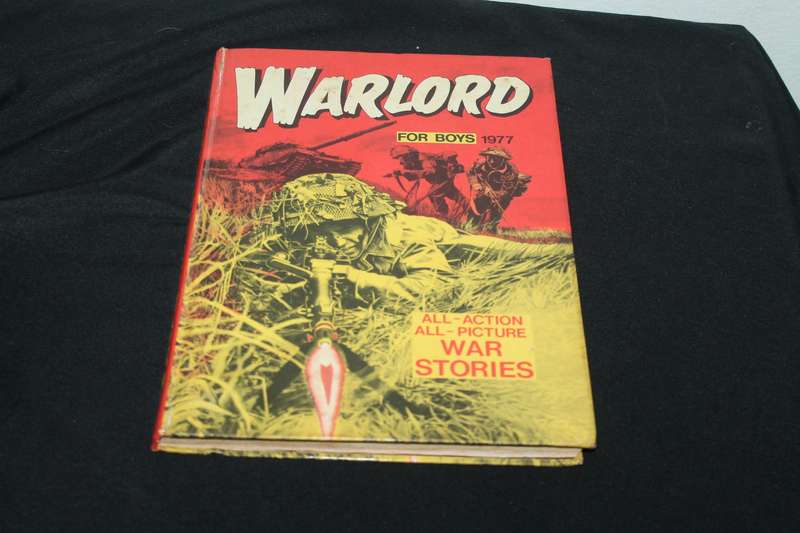 WARLORD
FOR BOYS 1977
ALL-ACTION
ALL-PICTURE
WAR
STORIES